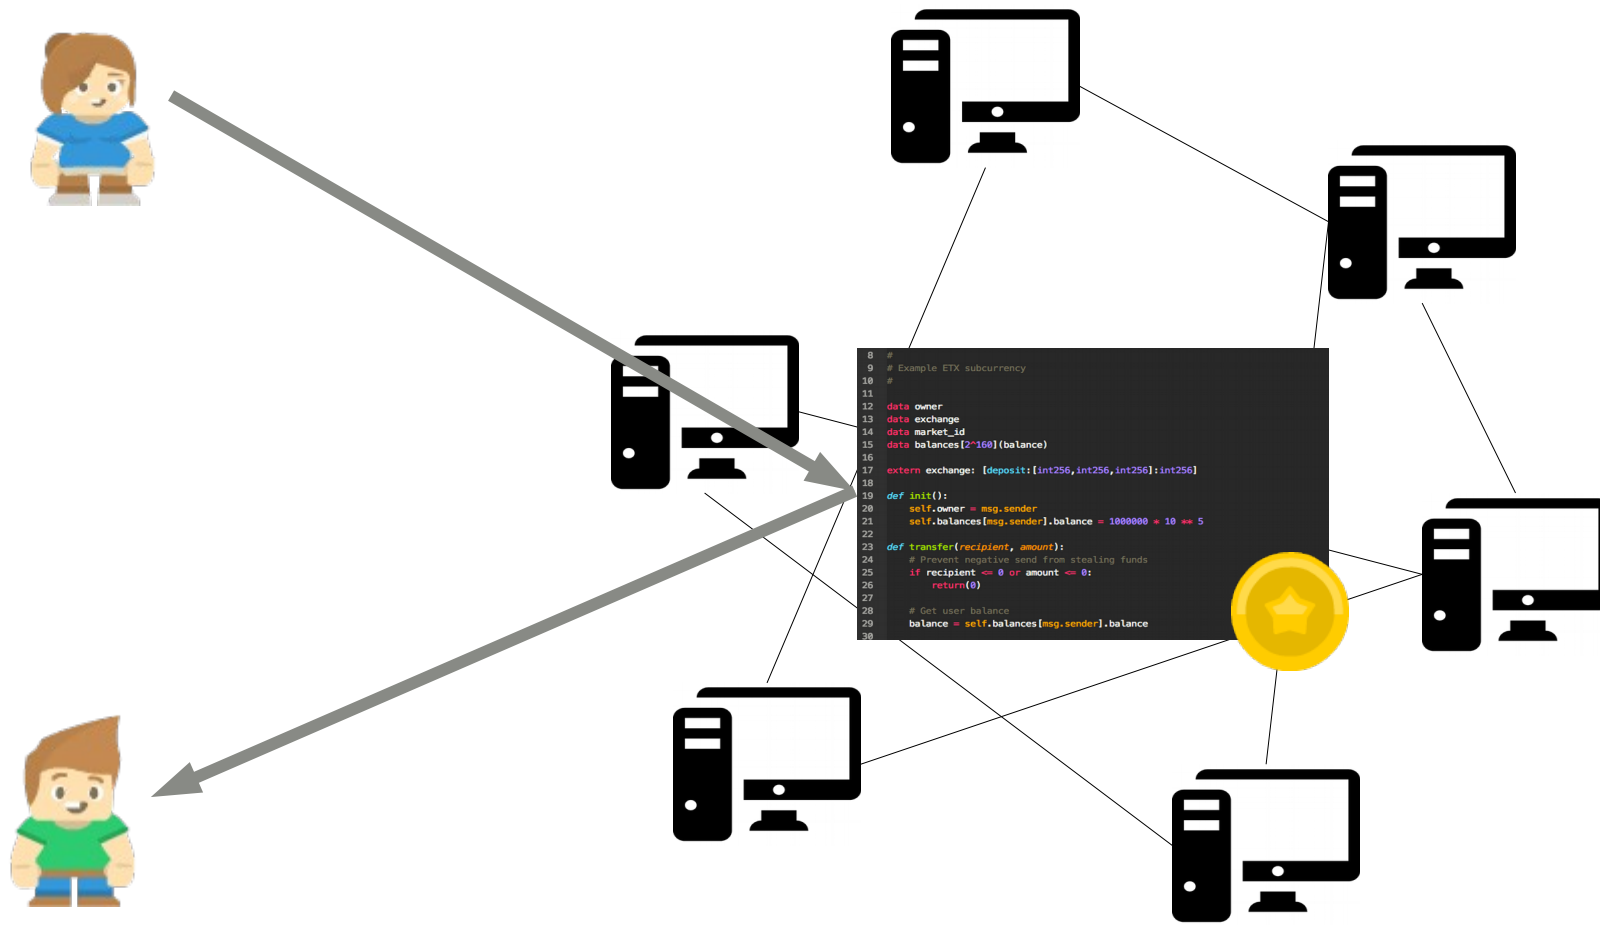 8 #
9 # Example ETX subcurrency
10 #
11
12 data owner
13 data exchange
14 data market_id
15 data balances[2^160](balance)
16
17 extern exchange: [deposit:[int256,int256,int256]:int256]
18
19 def init():
20     self.owner = msg.sender
21     self.balances[msg.sender].balance = 1000000 * 10 ** 5
22
23 def transfer(recipient, amount):
24     # Prevent negative send from stealing funds
25     if recipient <= 0 or amount <= 0:
26         return(0)
27
28     # Get user balance
29     balance = self.balances[msg.sender].balance
30